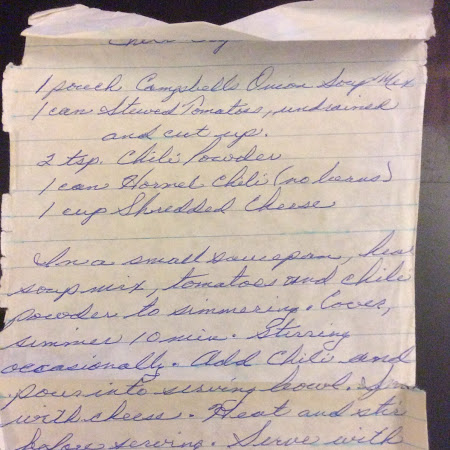 1 pouch Campbells Onion Soup Mix
1 can Stewed Tomatoes, undrained
and cut up.
2 tsp. Chili Powder
1 can Hormel Chili (no beans)
1 cup Shredded Cheese
In a small saucepan, hea
soup mix, tomatoes and chili
powder to simmering. Cover,
simmer 10 min. Stirring
occasionally. Add Chili and
pour into serving bowl.
with cheese. Heat and stir
before serving. Serve with